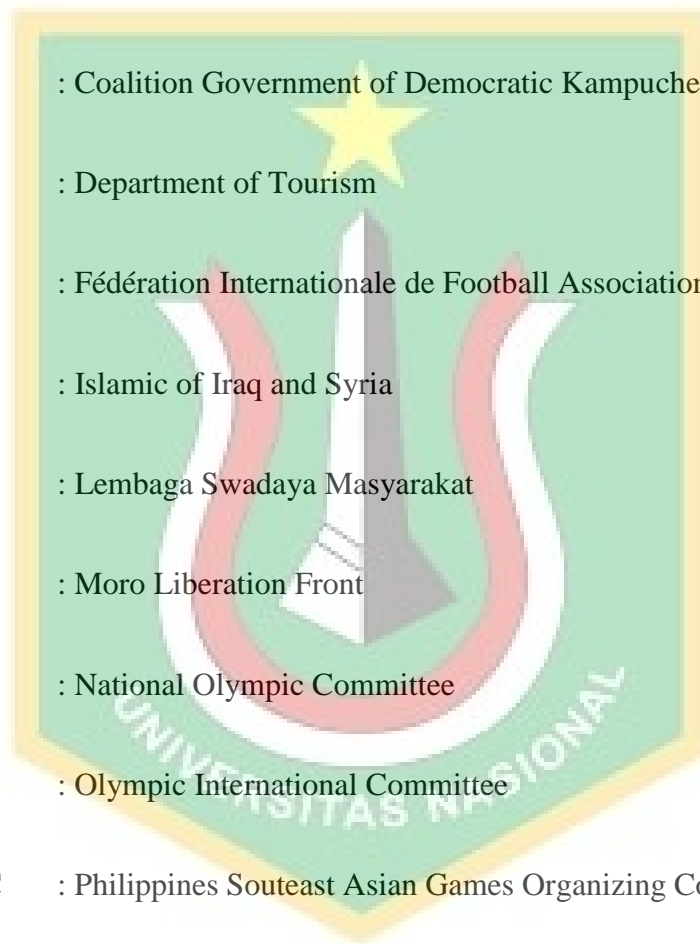 : Coalition Government of Democratic Kampuche
: Department of Tourism
: Fédération Internationale de Football Association
: Islamic of Iraq and Syria
: Lembaga Swadaya Masyarakat
: Moro Liberation Front
: National Olympic Committee
: Olympic International Committee
: Philippines Souteast Asian Games Organizing Co
UNIVERSITAS NASIONAL